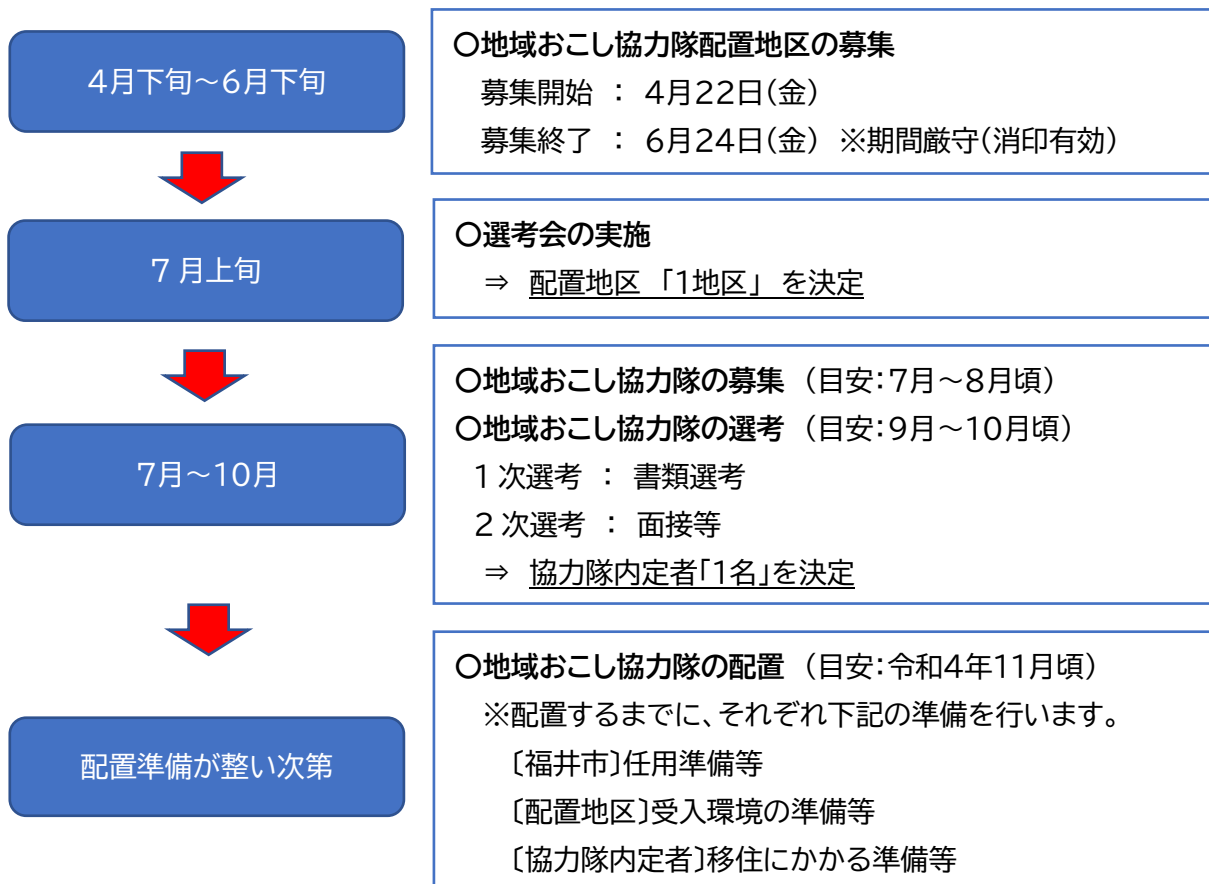 4月下旬～6月下旬
〇地域おこし協力隊配置地区の募集
募集開始 ： 4月22日(金)
募集終了 ： 6月24日(金) ※期間厳守(消印有効)
7月上旬
〇選考会の実施
⇒ 配置地区 「1地区」 を決定
7月～10月
〇地域おこし協力隊の募集 (目安:7月～8月頃)
〇地域おこし協力隊の選考 (目安:9月～10月頃)
1次選考 ： 書類選考
2次選考 ： 面接等
⇒ 協力隊内定者「1名」を決定
配置準備が整い次第
〇地域おこし協力隊の配置 (目安:令和4年11月頃)
※配置するまでに、それぞれ下記の準備を行います。
〔福井市〕任用準備等
〔配置地区〕受入環境の準備等
〔協力隊内定者〕移住にかかる準備等